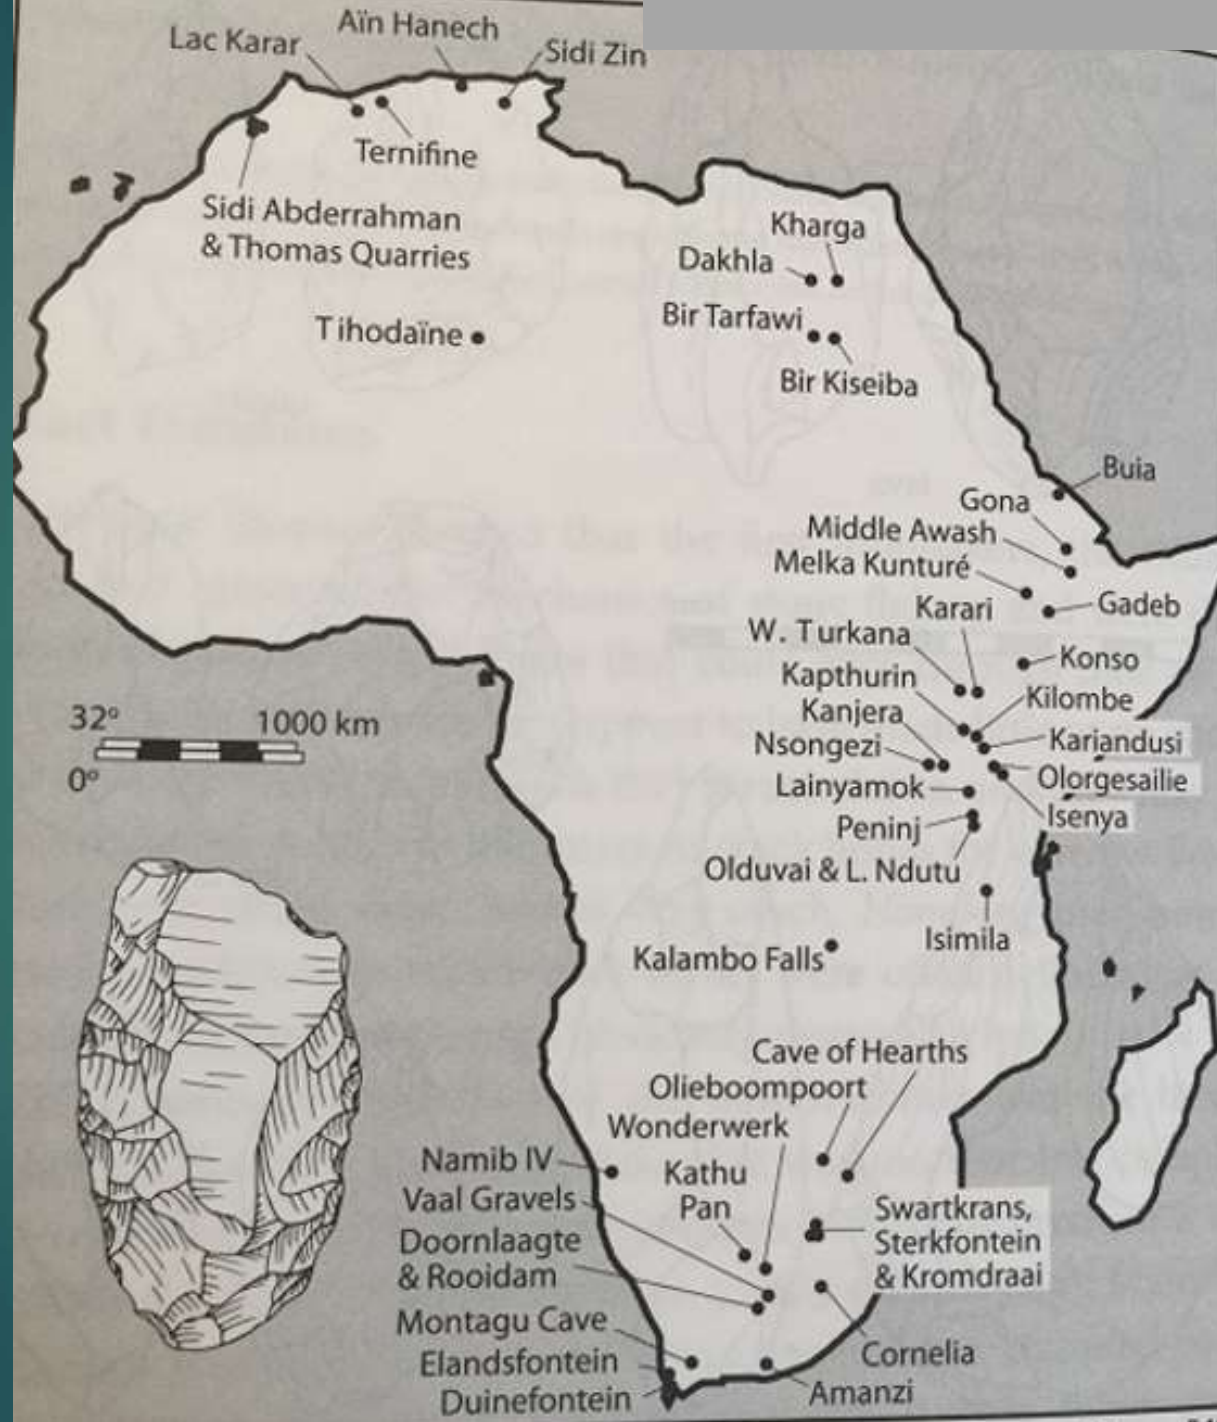 Aïn Hanech
Lac Karar
Sidi Zin
Ternifine
Sidi Abderrahman
& Thomas Quarries
Kharga
Dakhla
Bir Tarfawi
Tihodaïne
Bir Kiseiba
Buia
Gona
Middle Awash
Melka Kunturé
Karari
Gadeb
W. Turkana
Konso
Kapthurin
Kilombe
Kanjera
Kariandusi
Nsongezi
Olorgesailie
Lainyamok
Isenya
Peninj
Olduvai & L. Ndutu
Isimila
Kalambo Falls
32° 1000 km
0°
Cave of Hearths
Olieboompoort
Wonderwerk
Namib IV
Kathu
Pan
Vaal Gravels
Swartkrans,
Sterkfontein
& Kromdraai
Doornlaagte
& Rooidam
Montagu Cave
Cornelia
Elandsfontein
Amanzi
Duinefontein